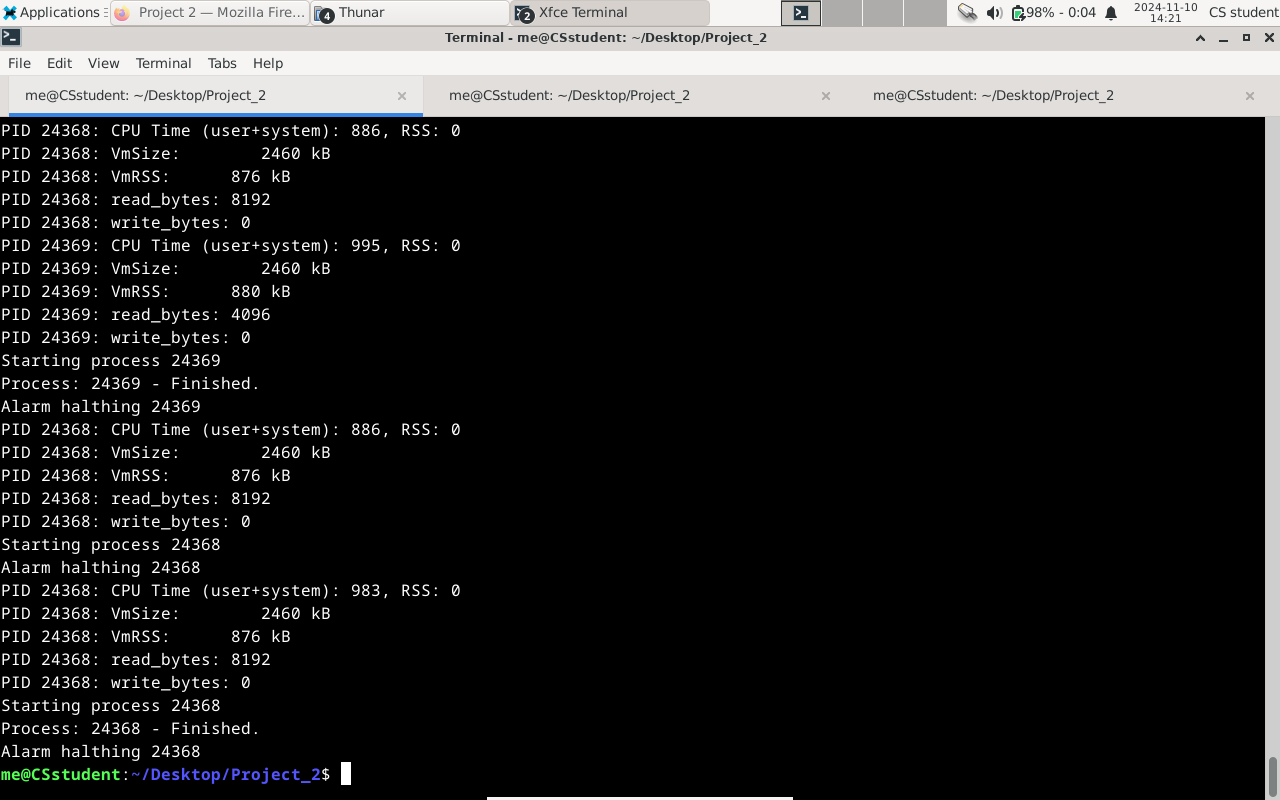 Applications
Project 2 — Mozilla Fire...
4 Thunar
2 Xfce Terminal
98% - 0:04
2024-11-10
14:21
CS student
Terminal - me@CSstudent: ~/Desktop/Project_2
File Edit View Terminal Tabs Help
me@CSstudent: ~/Desktop/Project_2
me@CSstudent: ~/Desktop/Project_2
me@CSstudent: ~/Desktop/Project_2
PID 24368: CPU Time (user+system): 886, RSS: 0
PID 24368: VmSize:        2460 kB
PID 24368: VmRSS:      876 kB
PID 24368: read_bytes: 8192
PID 24368: write_bytes: 0
PID 24369: CPU Time (user+system): 995, RSS: 0
PID 24369: VmSize:        2460 kB
PID 24369: VmRSS:      880 kB
PID 24369: read_bytes: 4096
PID 24369: write_bytes: 0
Starting process 24369
Process: 24369 - Finished.
Alarm halthing 24369
PID 24368: CPU Time (user+system): 886, RSS: 0
PID 24368: VmSize:        2460 kB
PID 24368: VmRSS:      876 kB
PID 24368: read_bytes: 8192
PID 24368: write_bytes: 0
Starting process 24368
Alarm halthing 24368
PID 24368: CPU Time (user+system): 983, RSS: 0
PID 24368: VmSize:        2460 kB
PID 24368: VmRSS:      876 kB
PID 24368: read_bytes: 8192
PID 24368: write_bytes: 0
Starting process 24368
Process: 24368 - Finished.
Alarm halthing 24368
me@CSstudent:~/Desktop/Project_2$